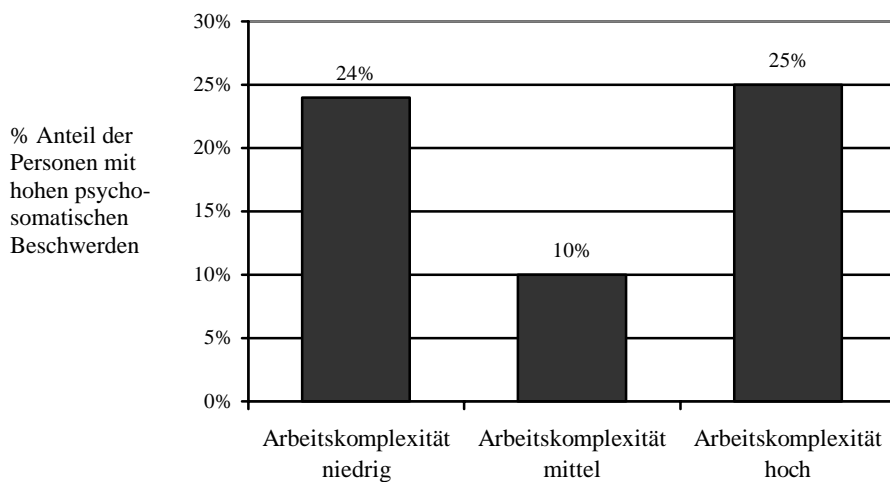 % Anteil der
Personen mit
hohen psycho-
somatischen
Beschwerden
30%
25%
20%
15%
10%
5%
0%
24%
10%
25%
Arbeitskomplexität
niedrig
Arbeitskomplexität
mittel
Arbeitskomplexität
hoch